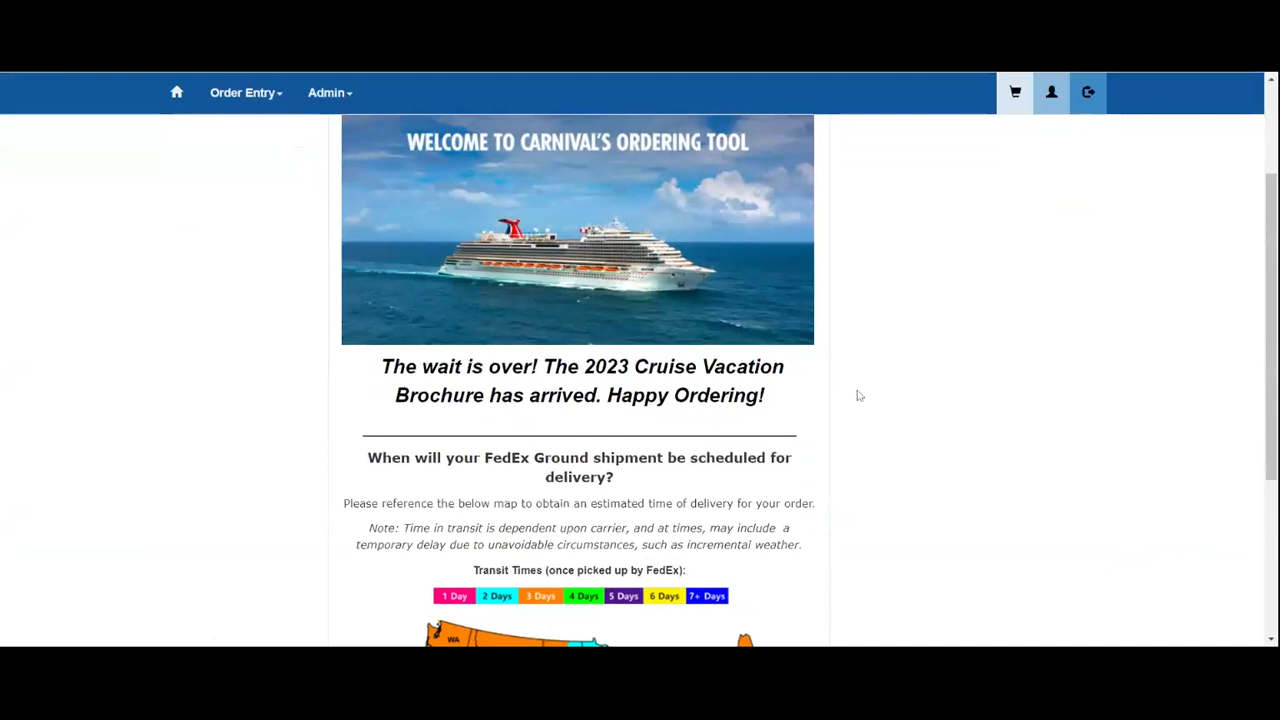 Order Entry
Admin
WELCOME TO CARNIVAL'S ORDERING TOOL
The wait is over! The 2023 Cruise Vacation
Brochure has arrived. Happy Ordering!
When will your FedEx Ground shipment be scheduled for
delivery?
Please reference the below map to obtain an estimated time of delivery for your order.
Note: Time in transit is dependent upon carrier, and at times, may include a
temporary delay due to unavoidable circumstances, such as incremental weather.
Transit Times (once picked up by FedEx):
1 Day 2 Days 3 Days 4 Days 5 Days 6 Days 7+ Days
WA